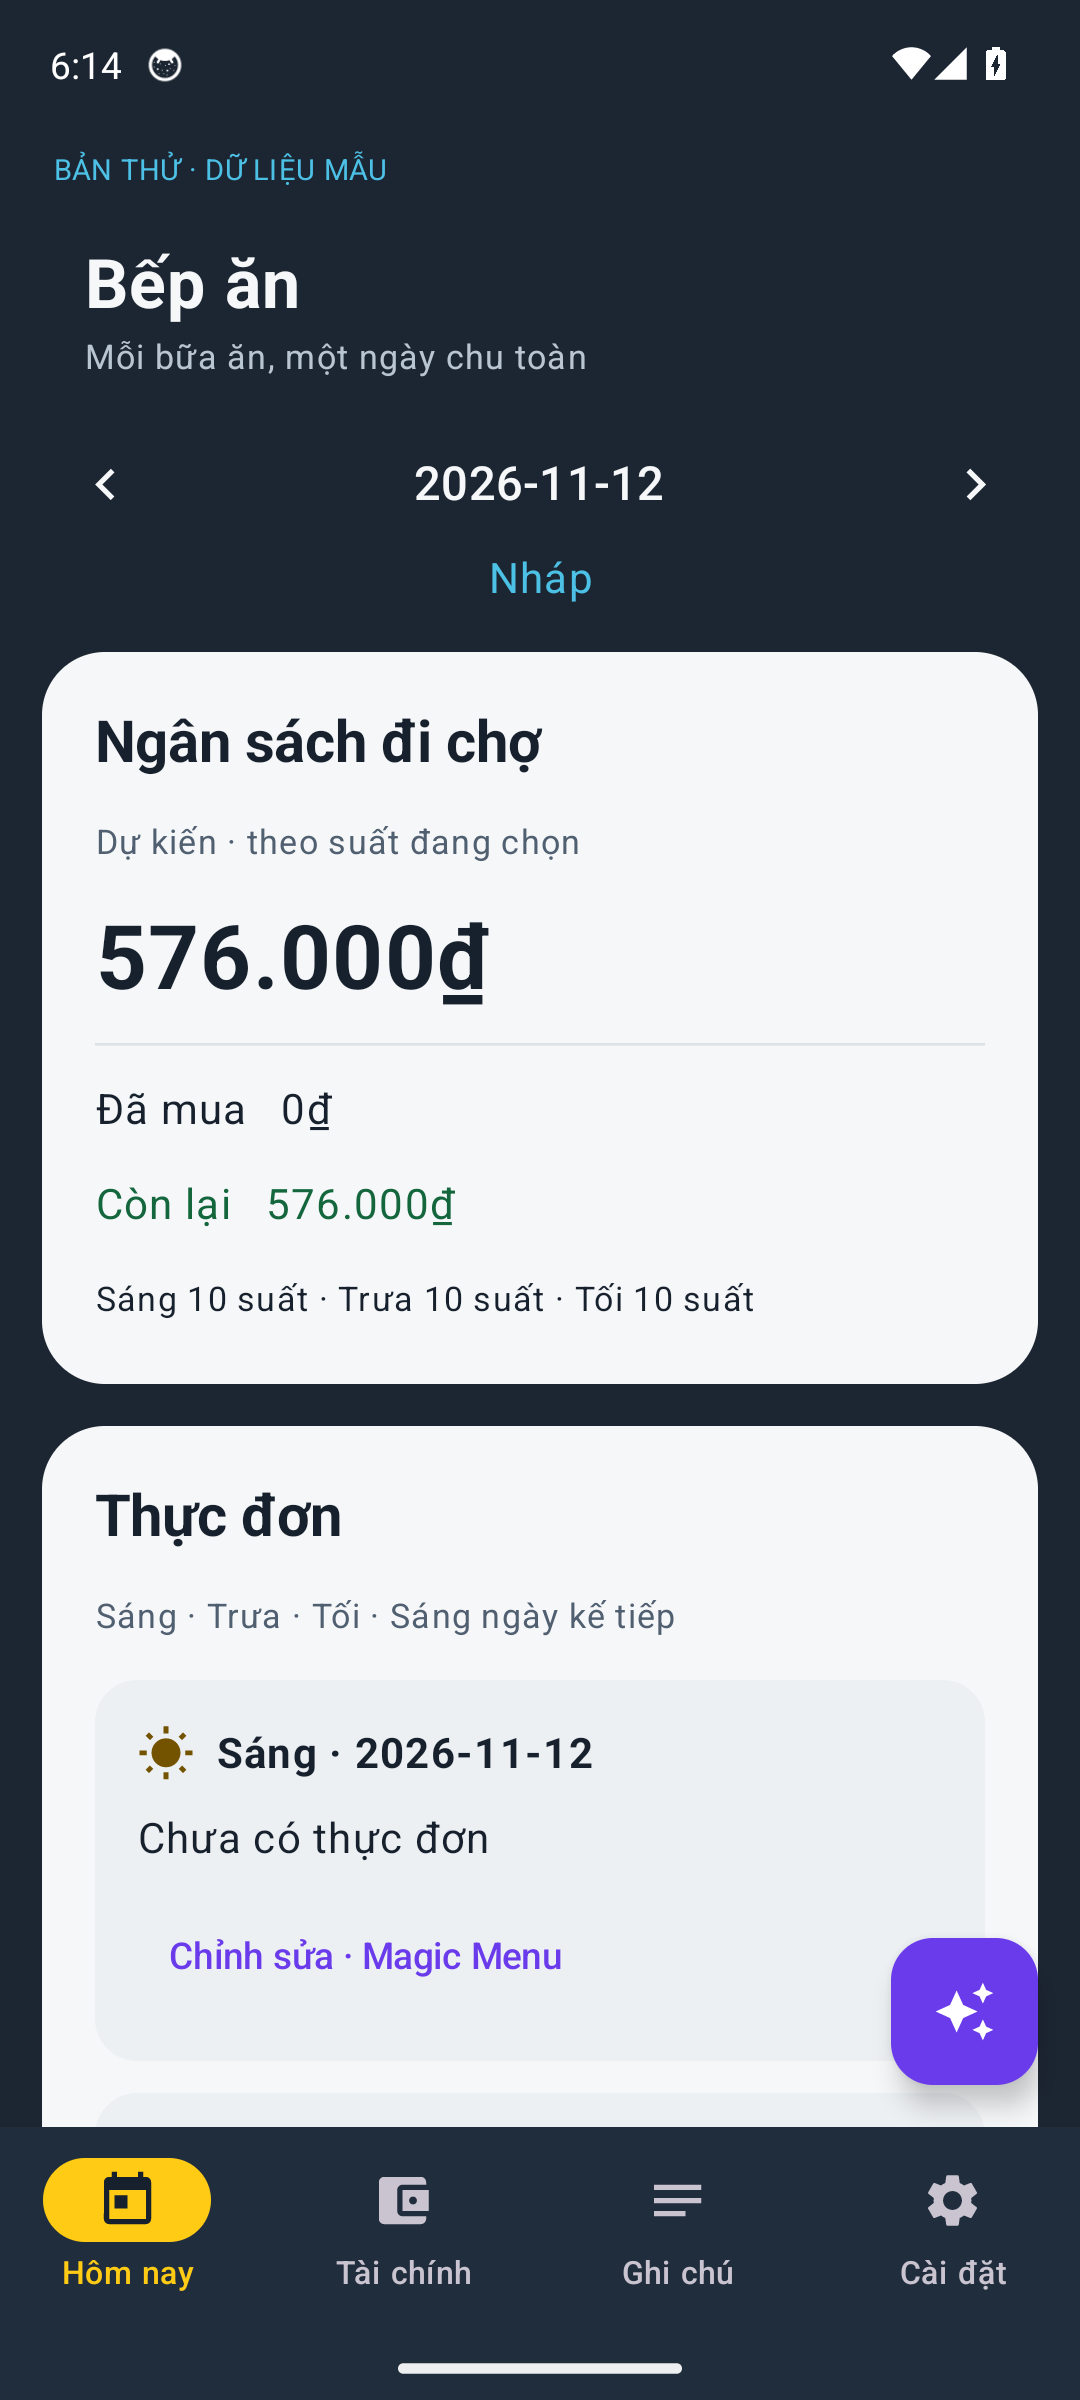 6:14
BẢN THỬ · DỮ LIỆU MẪU
Bếp ăn
Mỗi bữa ăn, một ngày chu toàn
2026-11-12
Nháp
Ngân sách đi chợ
Dự kiến · theo suất đang chọn
576.000₫
Đã mua 0₫
Còn lại 576.000₫
Sáng 10 suất · Trưa 10 suất · Tối 10 suất
Thực đơn
Sáng · Trưa · Tối · Sáng ngày kế tiếp
Sáng · 2026-11-12
Chưa có thực đơn
Chỉnh sửa · Magic Menu
Hôm nay
Tài chính
Ghi chú
Cài đặt